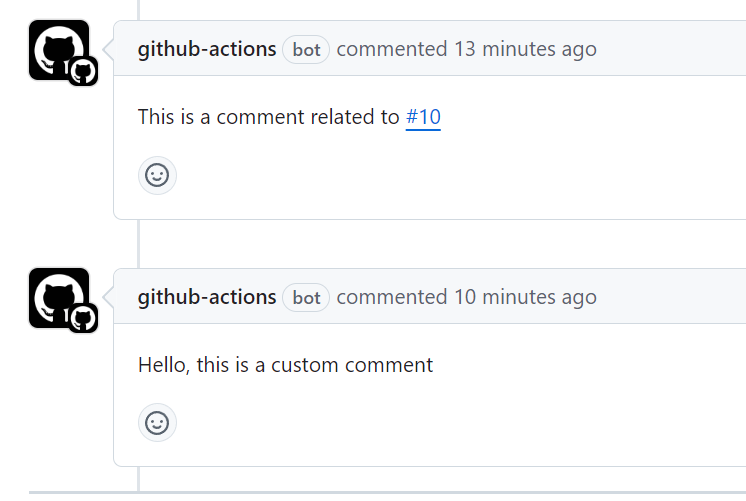 github-actions bot commented 13 minutes ago
This is a comment related to #10
github-actions bot commented 10 minutes ago
Hello, this is a custom comment